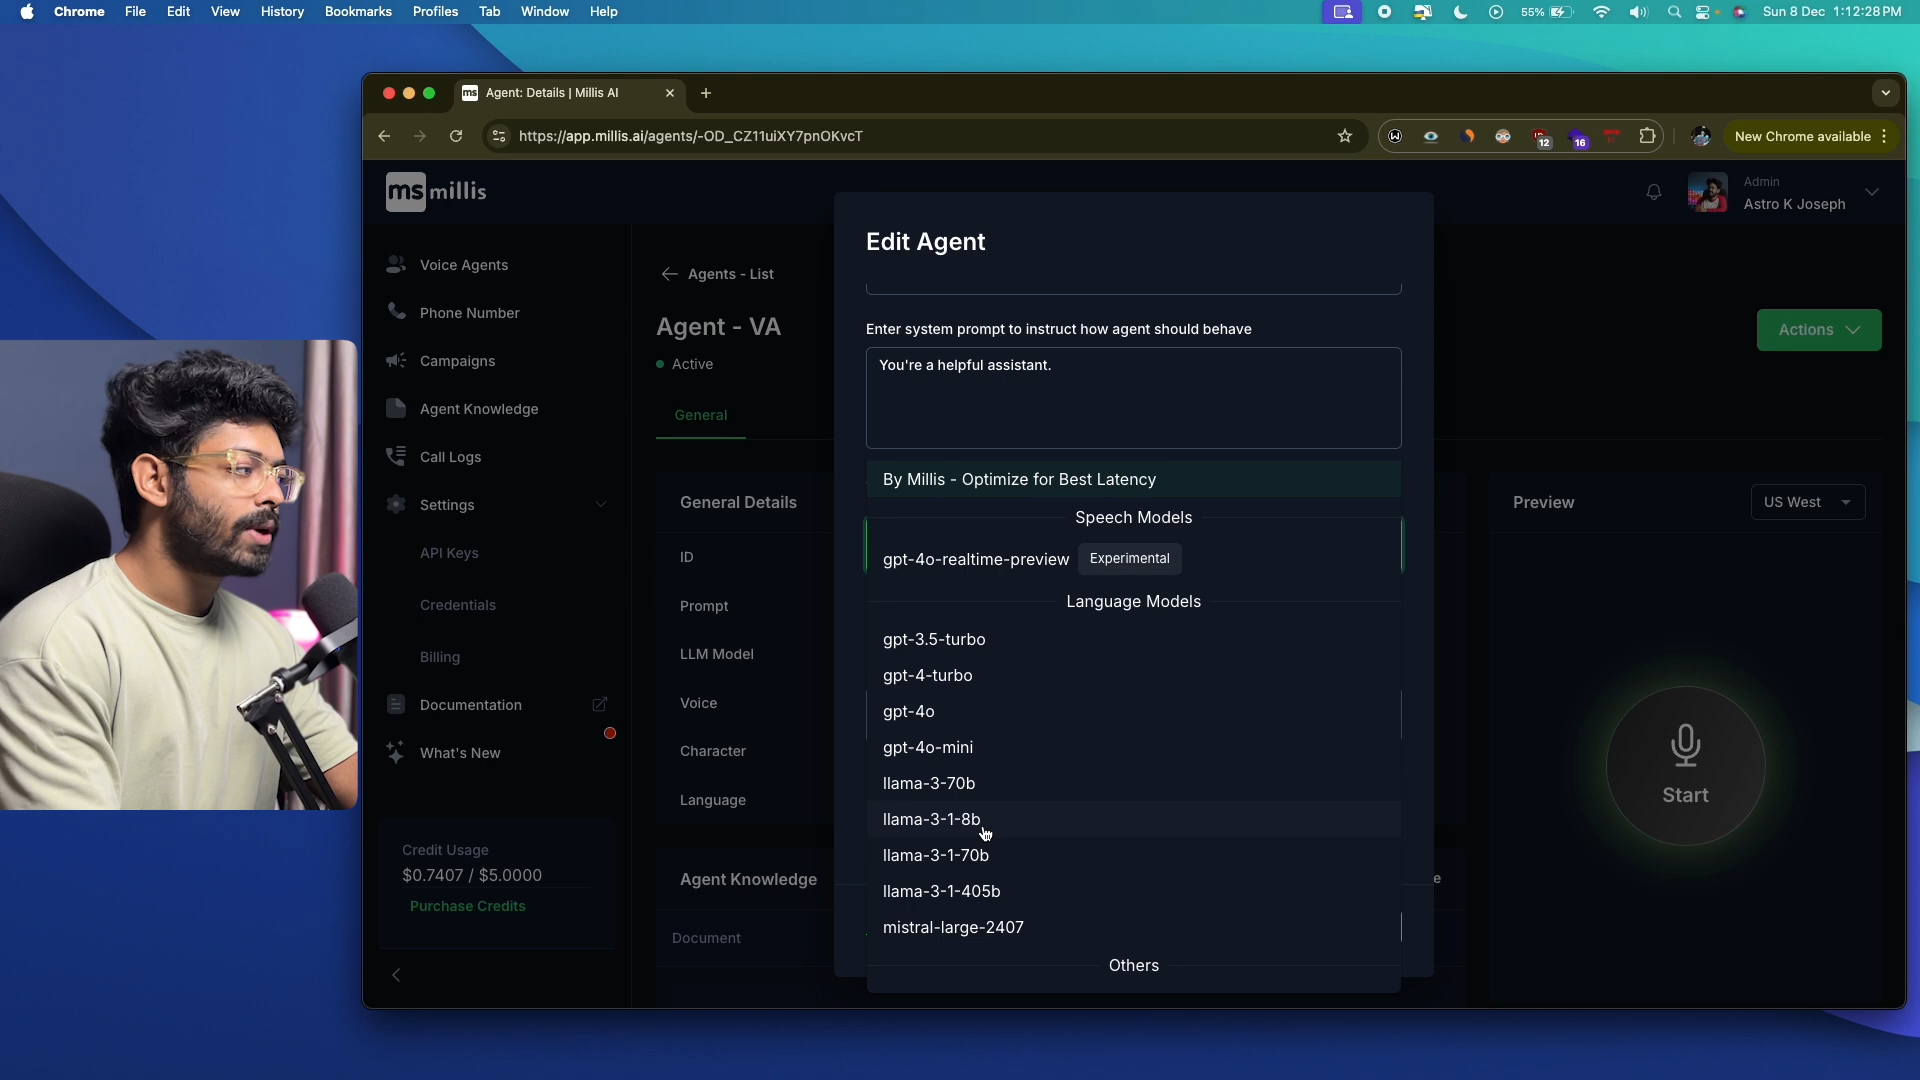 Chrome File Edit View History Bookmarks Profiles Tab Window Help
55% Sun 8 Dec 1:12:28 PM
ms Agent: Details | Millis AI
https://app.millis.ai/agents/-OD_CZ11uiXY7pnOKvcT
12 16 New Chrome available
ms millis
Admin
Astro K Joseph
Voice Agents
Phone Number
Campaigns
Agent Knowledge
Call Logs
Settings
API Keys
Credentials
Billing
Documentation
What's New
Credit Usage
$0.7407 / $5.0000
Purchase Credits
Agents - List
Agent - VA
Active
Actions
General
General Details
ID
Prompt
LLM Model
Voice
Character
Language
Agent Knowledge
Document
Edit Agent
Enter system prompt to instruct how agent should behave
You're a helpful assistant.
By Millis - Optimize for Best Latency
Speech Models
gpt-4o-realtime-preview Experimental
Language Models
gpt-3.5-turbo
gpt-4-turbo
gpt-4o
gpt-4o-mini
llama-3-70b
llama-3-1-8b
llama-3-1-70b
llama-3-1-405b
mistral-large-2407
Others
Preview
US West
Start